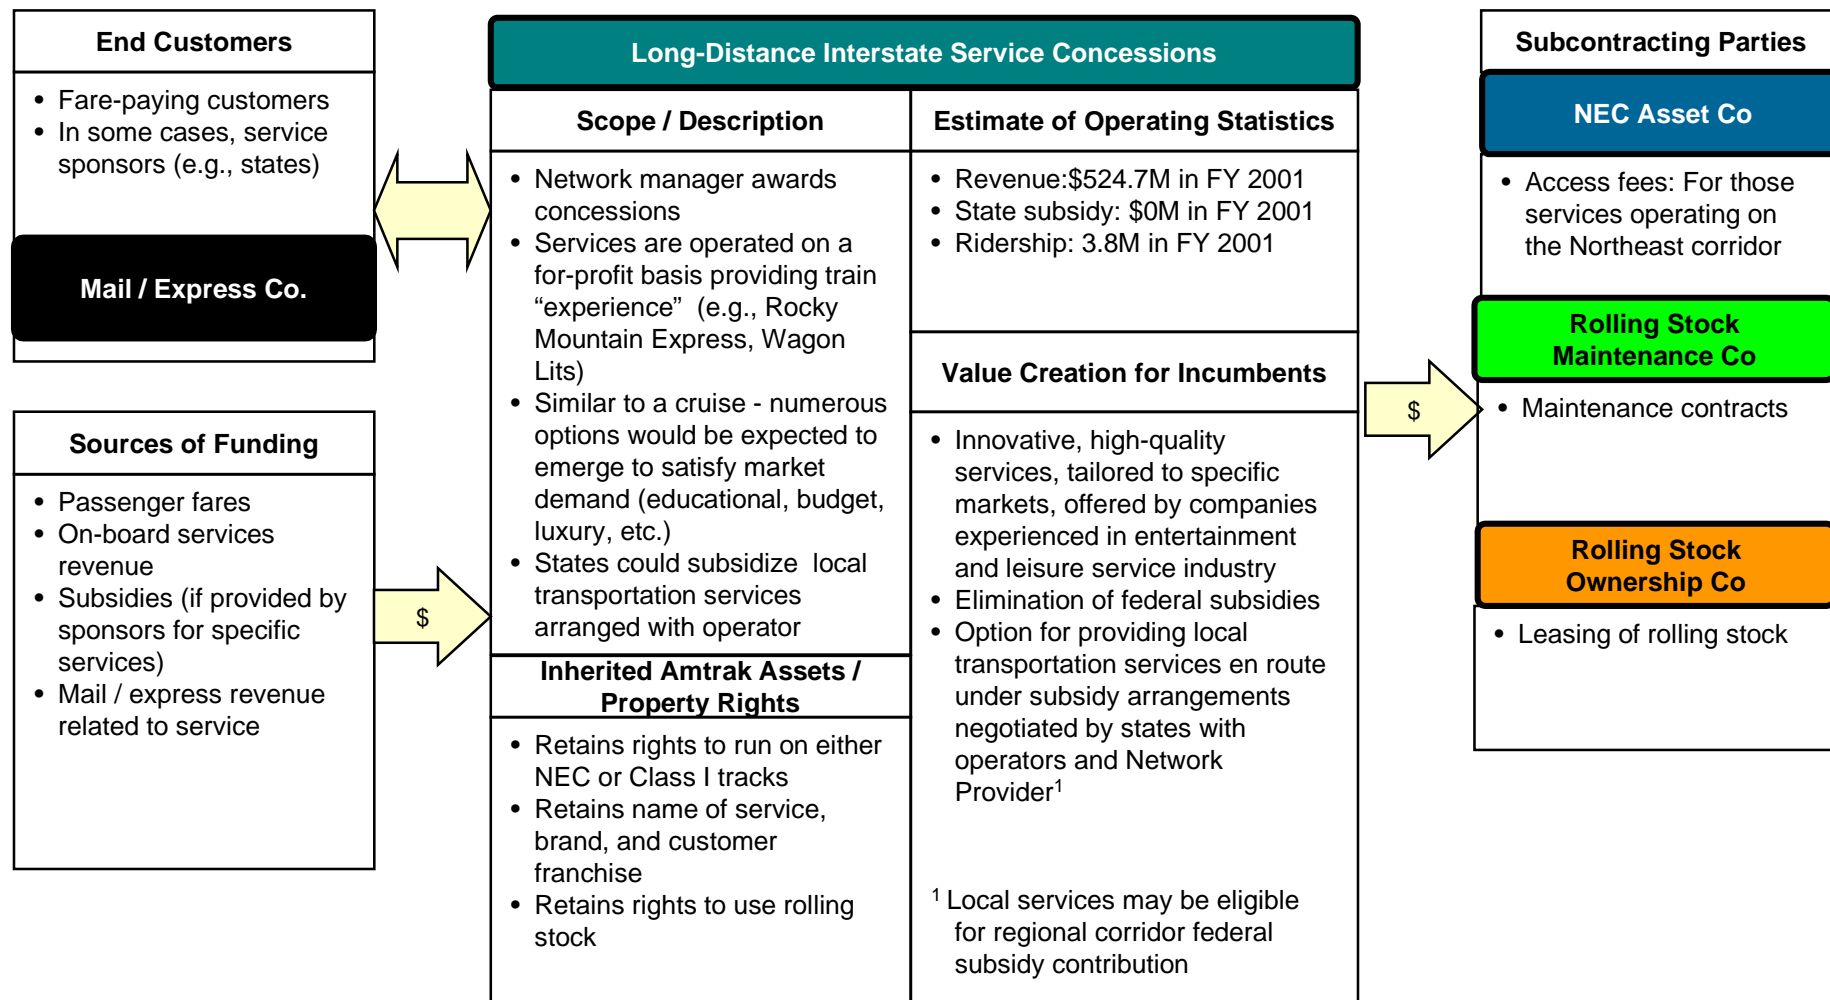 End Customers
• Fare-paying customers
• In some cases, service
sponsors (e.g., states)
Mail / Express Co.
Sources of Funding
• Passenger fares
• On-board services
revenue
• Subsidies (if provided by
sponsors for specific
services)
• Mail / express revenue
related to service
$
Long-Distance Interstate Service Concessions
Scope / Description
• Network manager awards
concessions
• Services are operated on a
for-profit basis providing train
“experience”  (e.g., Rocky
Mountain Express, Wagon
Lits)
• Similar to a cruise - numerous
options would be expected to
emerge to satisfy market
demand (educational, budget,
luxury, etc.)
• States could subsidize  local
transportation services
arranged with operator
Inherited Amtrak Assets /
Property Rights
• Retains rights to run on either
NEC or Class I tracks
• Retains name of service,
brand, and customer
franchise
• Retains rights to use rolling
stock
Estimate of Operating Statistics
• Revenue:$524.7M in FY 2001
• State subsidy: $0M in FY 2001
• Ridership: 3.8M in FY 2001
Value Creation for Incumbents
• Innovative, high-quality
services, tailored to specific
markets, offered by companies
experienced in entertainment
and leisure service industry
• Elimination of federal subsidies
• Option for providing local
transportation services en route
under subsidy arrangements
negotiated by states with
operators and Network
Provider1
1 Local services may be eligible
for regional corridor federal
subsidy contribution
$
Subcontracting Parties
NEC Asset Co
• Access fees: For those
services operating on
the Northeast corridor
Rolling Stock
Maintenance Co
• Maintenance contracts
Rolling Stock
Ownership Co
• Leasing of rolling stock